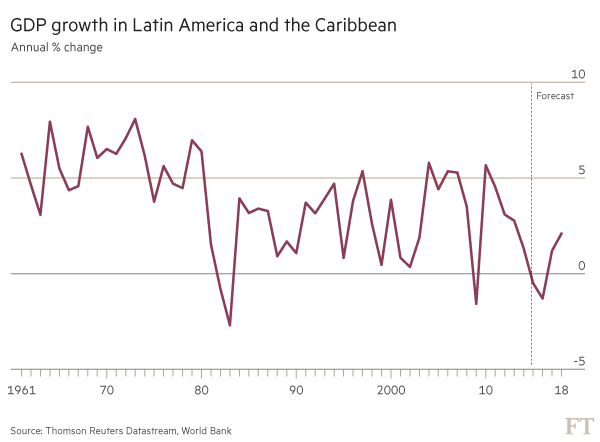 GDP growth in Latin America and the Caribbean
Annual % change
10
Forecast
5
0
-5
1961 70 80 90 2000 10 18
Source: Thomson Reuters Datastream, World Bank
FT